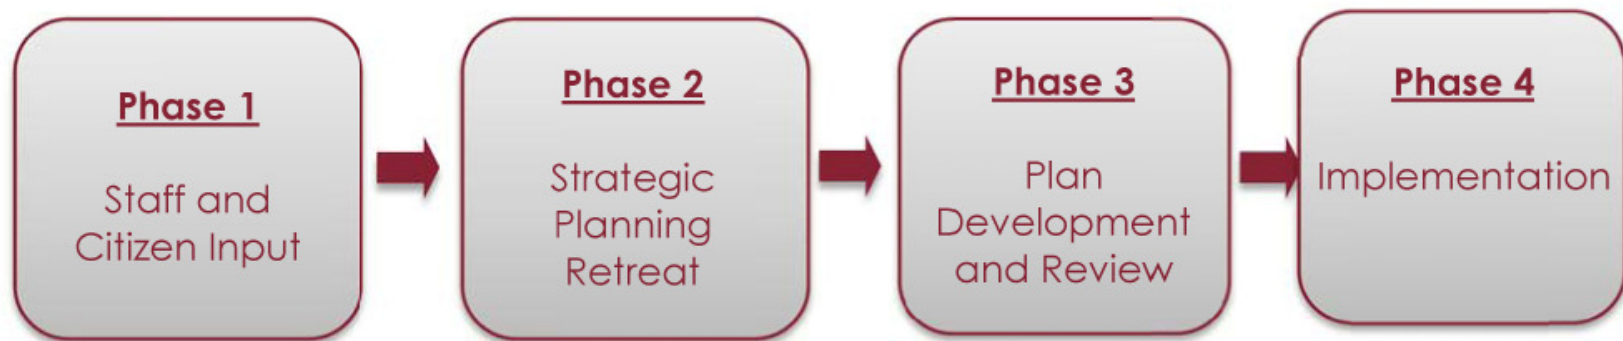 Phase 1
Staff and
Citizen Input
Phase 2
Strategic
Planning
Retreat
Phase 3
Plan
Development
and Review
Phase 4
Implementation